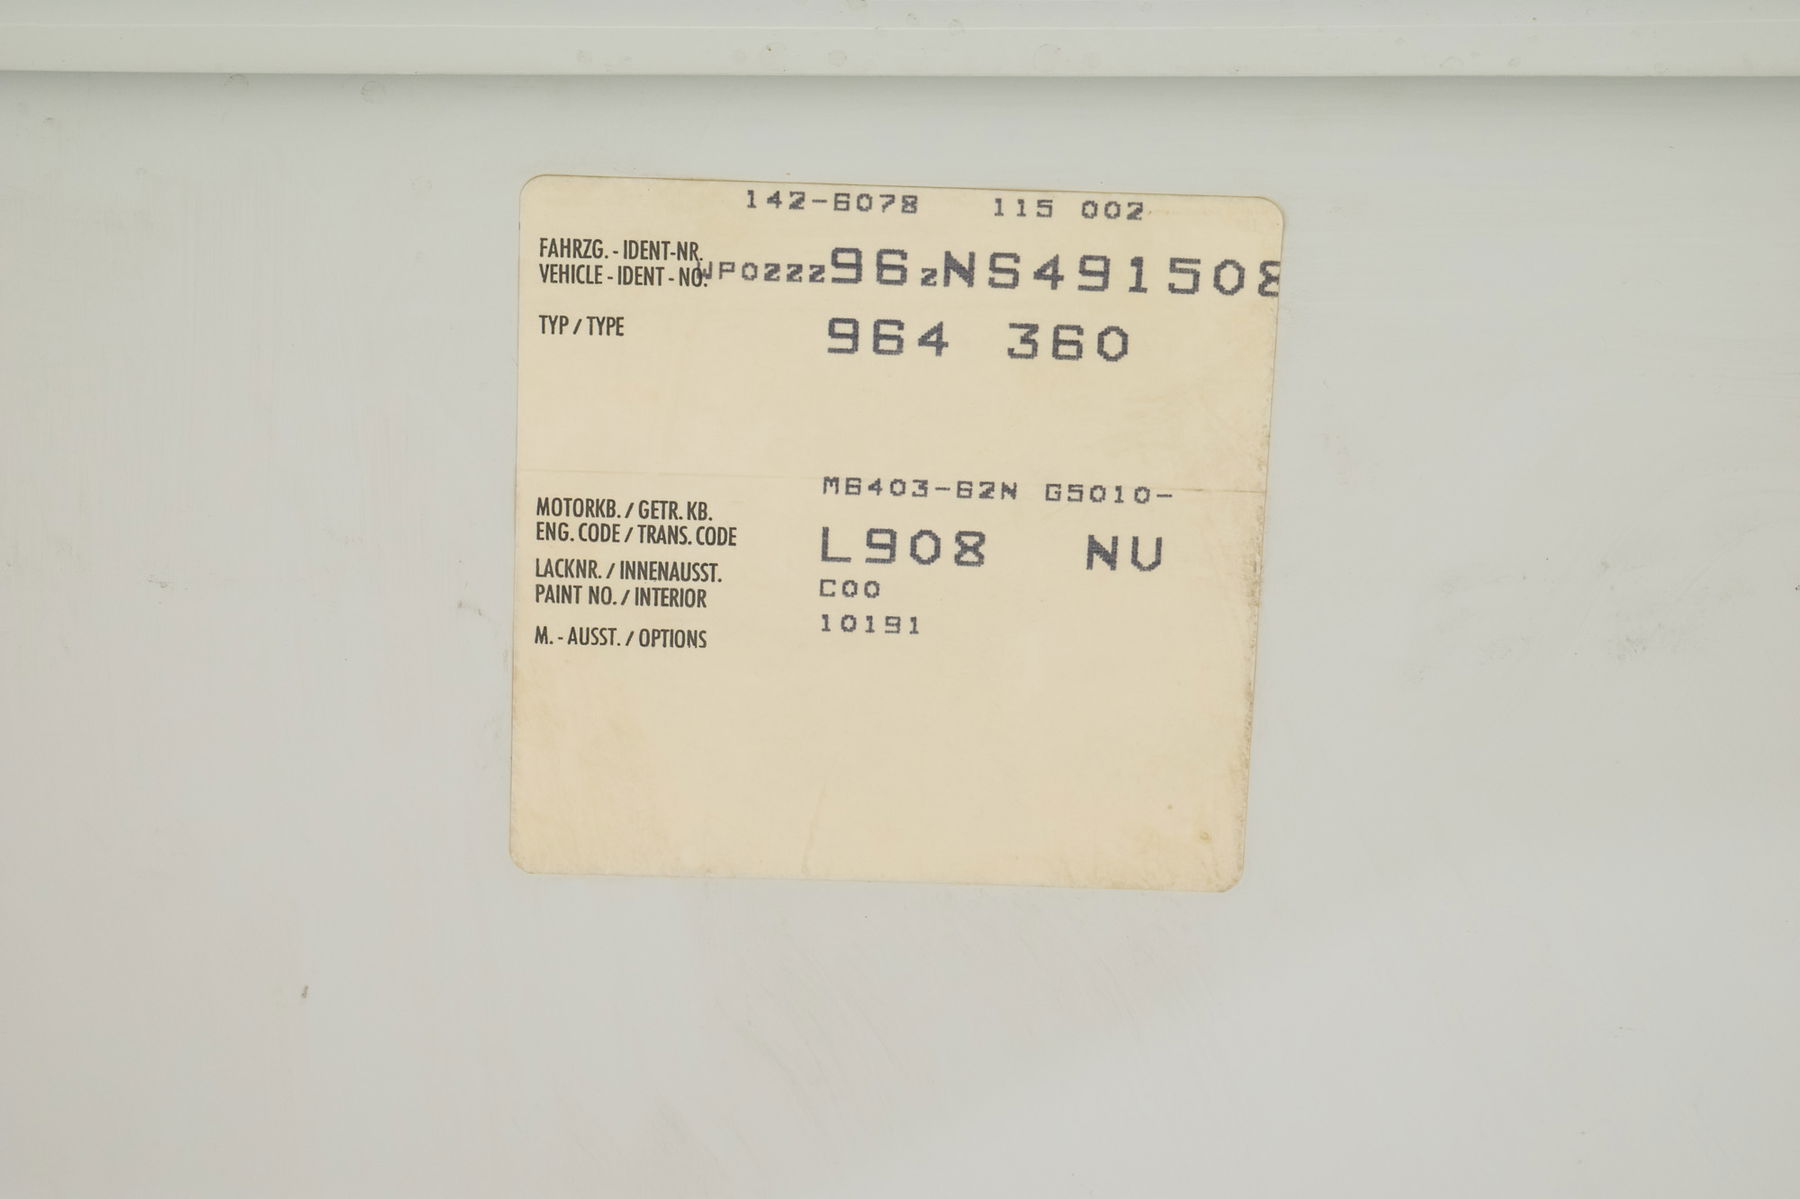 142-6078 115 002
FAHRZG. - IDENT-NR.
VEHICLE - IDENT - NO. WP0ZZZ96ZNS491508
TYP / TYPE 964 360
M6403-62N G5010-
MOTORKB. / GETR. KB.
ENG. CODE / TRANS. CODE L908 NU
LACKNR. / INNENAUSST.
PAINT NO. / INTERIOR C00
M. - AUSST. / OPTIONS 10191